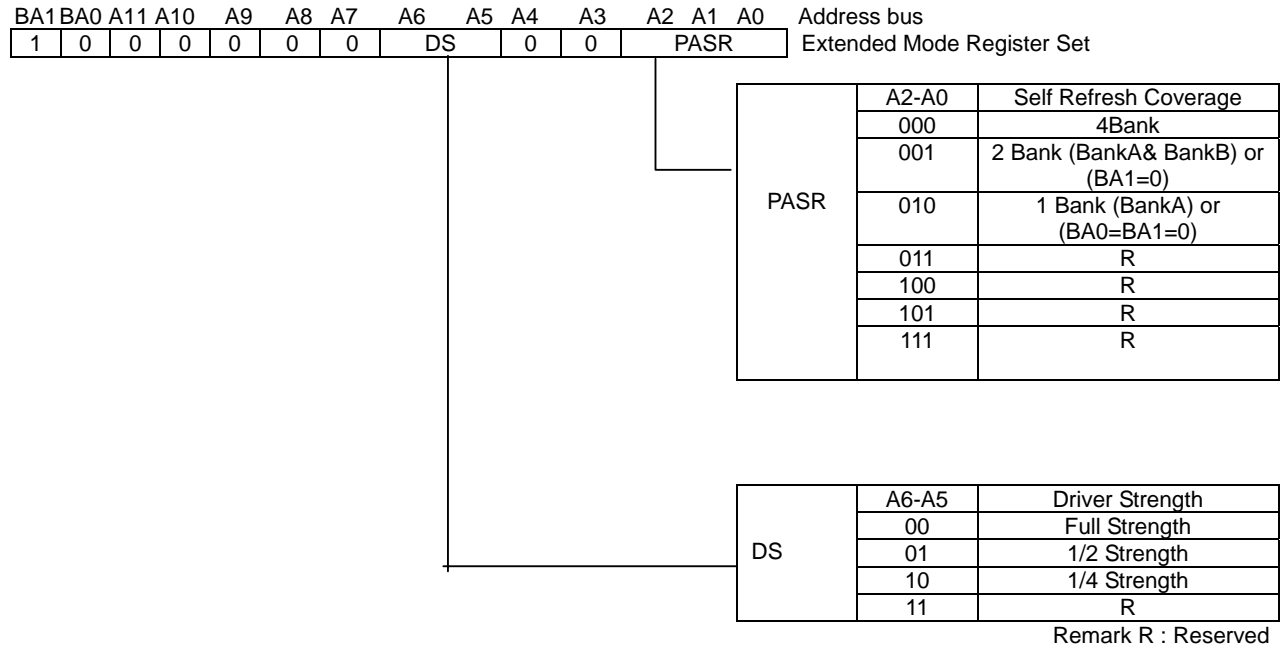 BA1 BA0 A11 A10 A9 A8 A7 A6 A5 A4 A3 A2 A1 A0 Address bus
1 0 0 0 0 0 0 DS 0 0 PASR Extended Mode Register Set
A2-A0 Self Refresh Coverage
000 4Bank
001 2 Bank (BankA& BankB) or
(BA1=0)
PASR 010 1 Bank (BankA) or
(BA0=BA1=0)
011 R
100 R
101 R
111 R
A6-A5 Driver Strength
00 Full Strength
DS 01 1/2 Strength
10 1/4 Strength
11 R
Remark R : Reserved